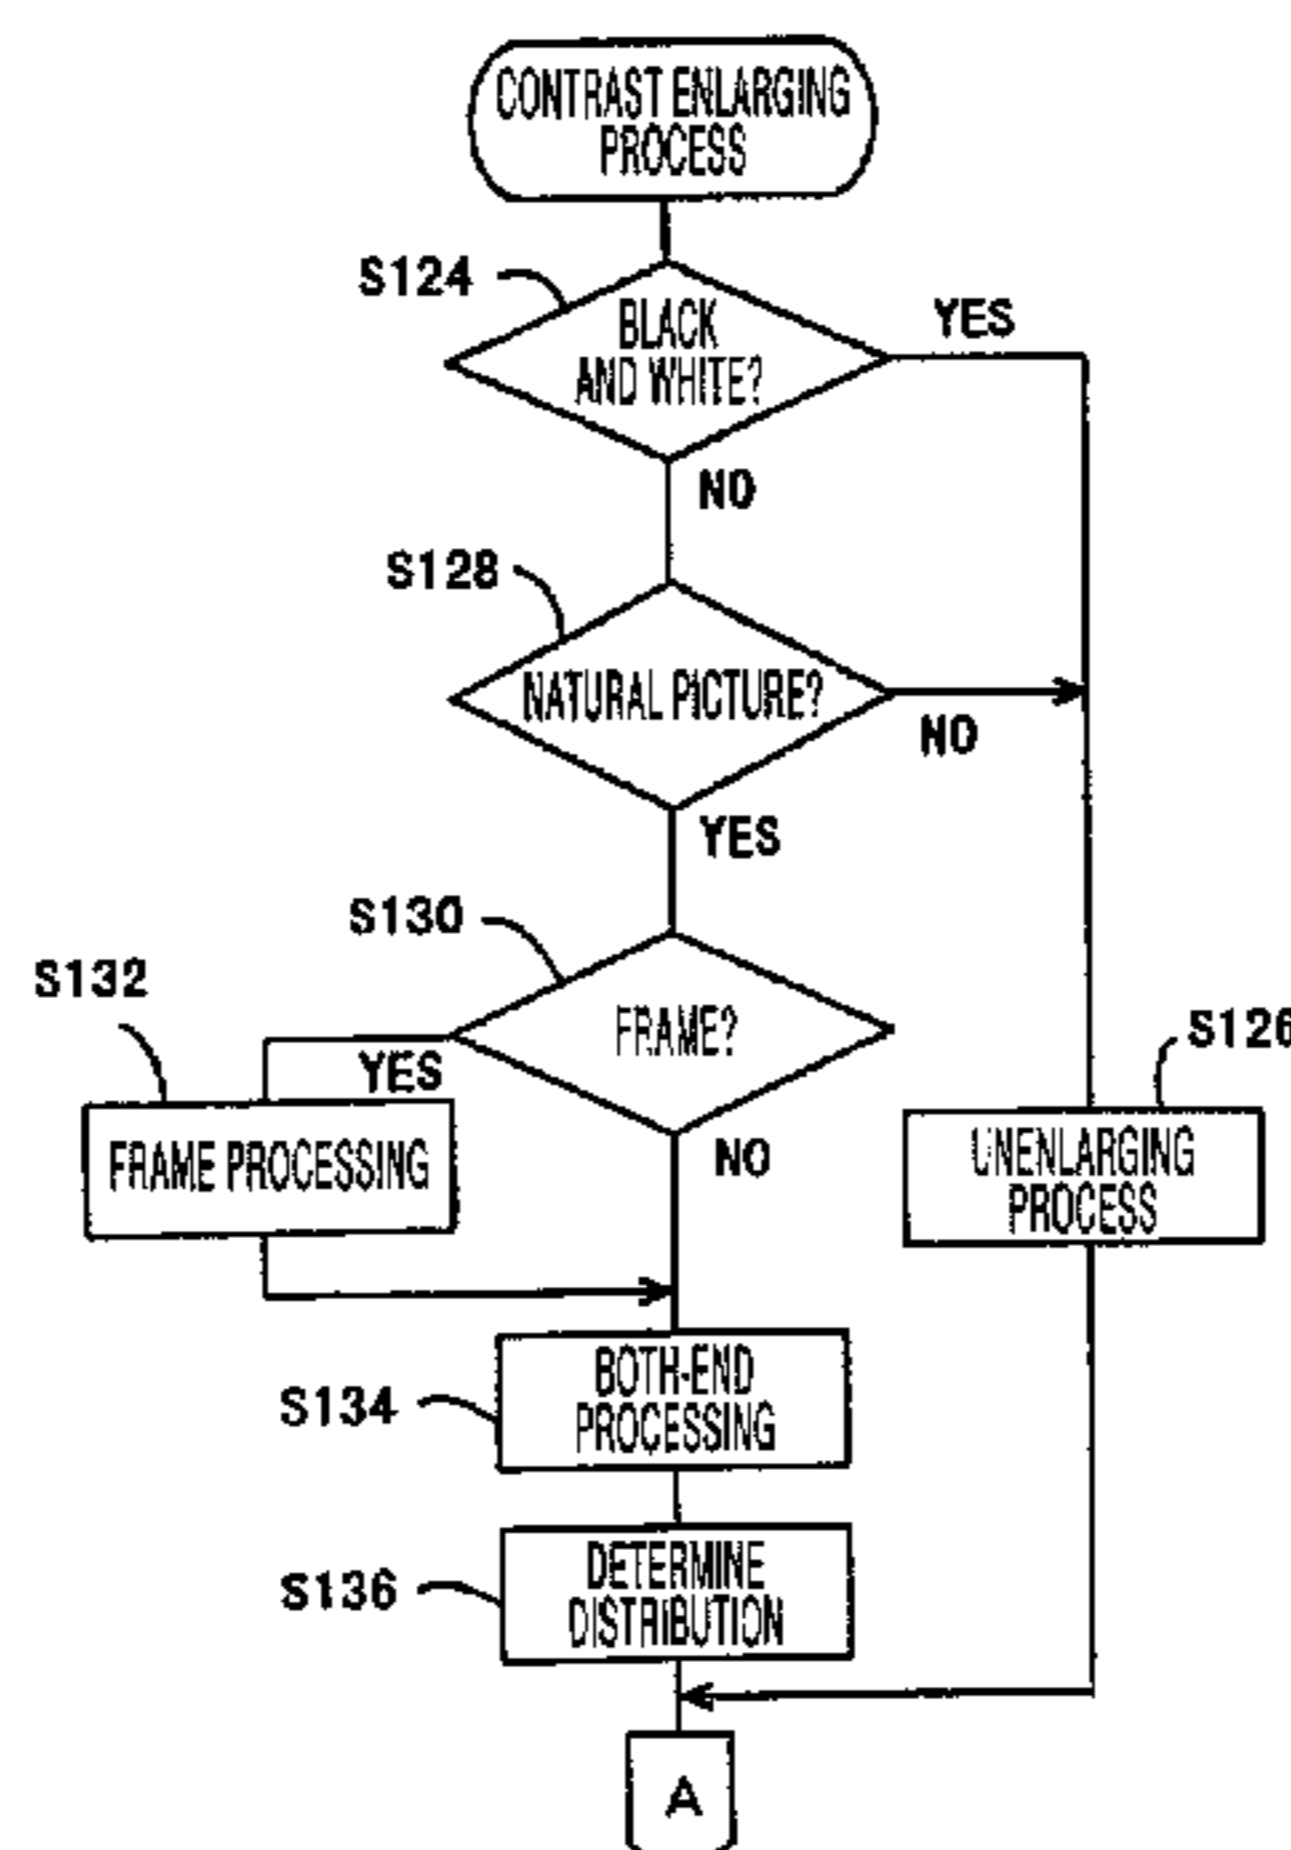 CONTRAST ENLARGING
PROCESS
S124
BLACK
AND WHITE?
YES
NO
S128
NATURAL PICTURE?
NO
YES
S130
FRAME?
S132
YES
NO
FRAME PROCESSING
S126
UNENLARGING
PROCESS
S134
BOTH-END
PROCESSING
S136
DETERMINE
DISTRIBUTION
A